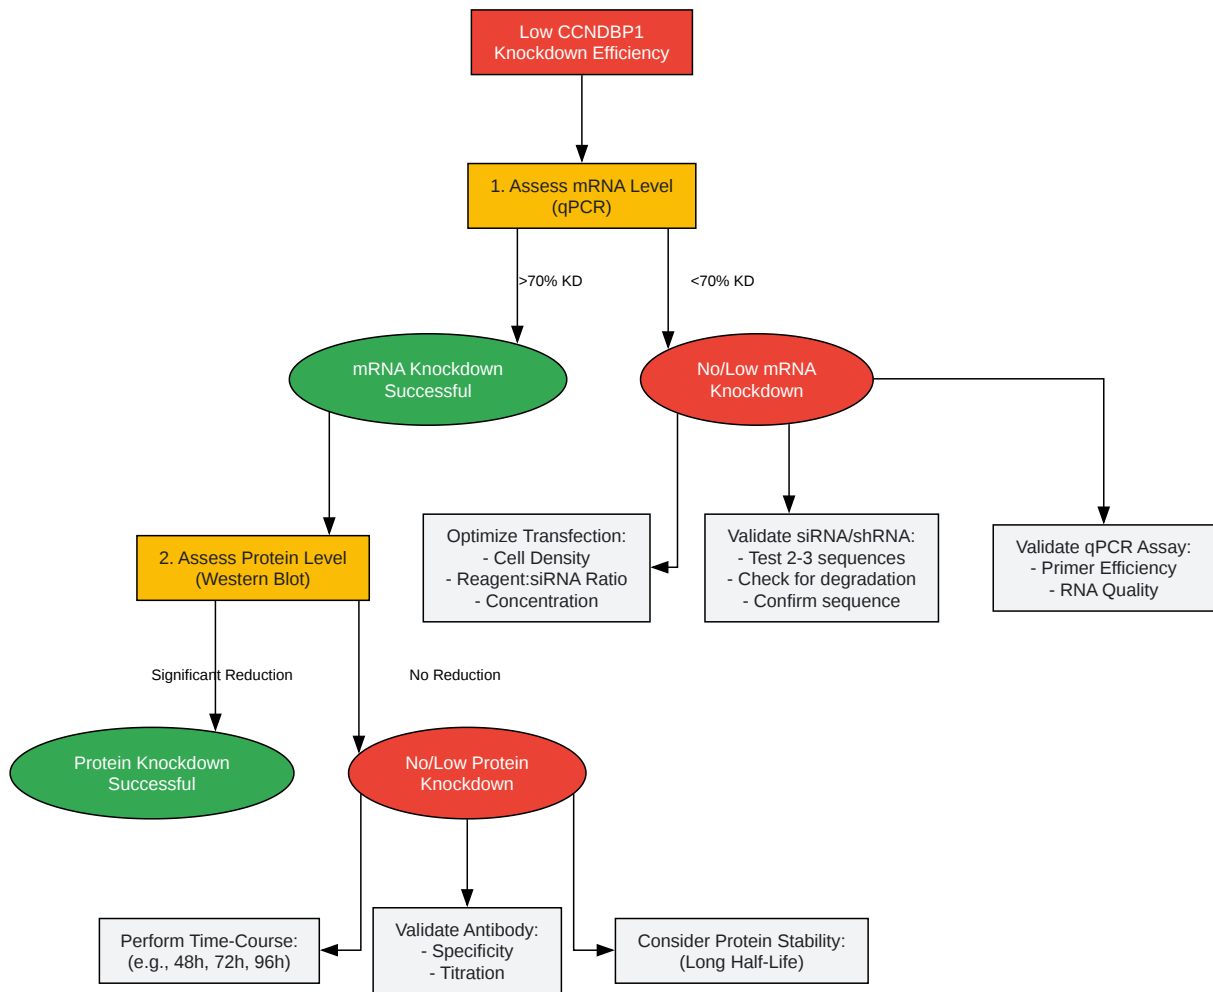 Low CCNDBP1
Knockdown Efficiency
1. Assess mRNA Level
(qPCR)
>70% KD
<70% KD
mRNA Knockdown
Successful
No/Low mRNA
Knockdown
Optimize Transfection:
- Cell Density
- Reagent:siRNA Ratio
- Concentration
Validate siRNA/shRNA:
- Test 2-3 sequences
- Check for degradation
- Confirm sequence
Validate qPCR Assay:
- Primer Efficiency
- RNA Quality
2. Assess Protein Level
(Western Blot)
Significant Reduction
No Reduction
Protein Knockdown
Successful
No/Low Protein
Knockdown
Perform Time-Course:
(e.g., 48h, 72h, 96h)
Validate Antibody:
- Specificity
- Titration
Consider Protein Stability:
(Long Half-Life)